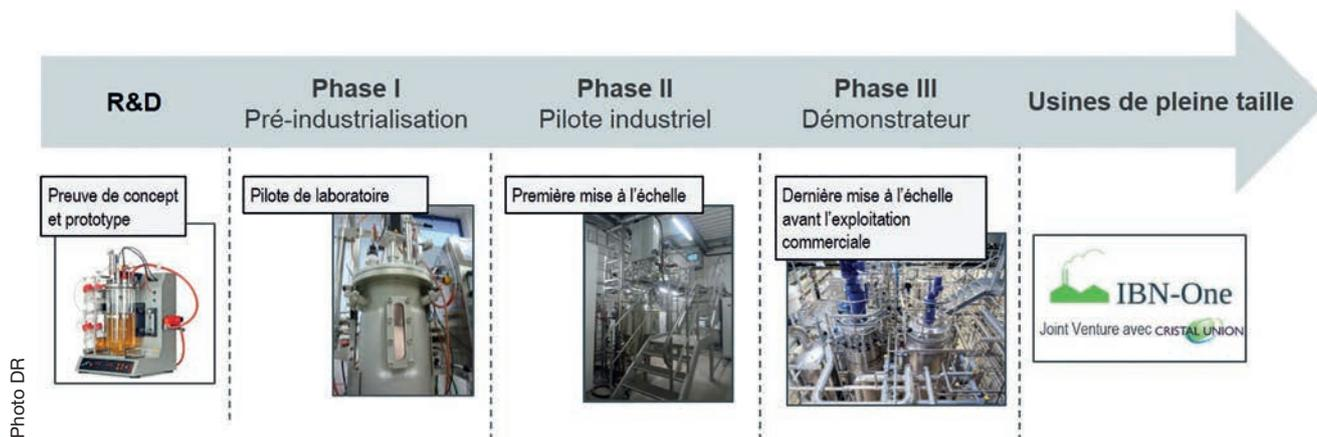 R&D
Phase I
Pré-industrialisation
Phase II
Pilote industriel
Phase III
Démonstrateur
Usines de pleine taille
Preuve de concept
et prototype
Pilote de laboratoire
Première mise à l'échelle
Dernière mise à l'échelle
avant l'exploitation
commerciale
IBN-One
Joint Venture avec CRISTAL UNION
Photo DR